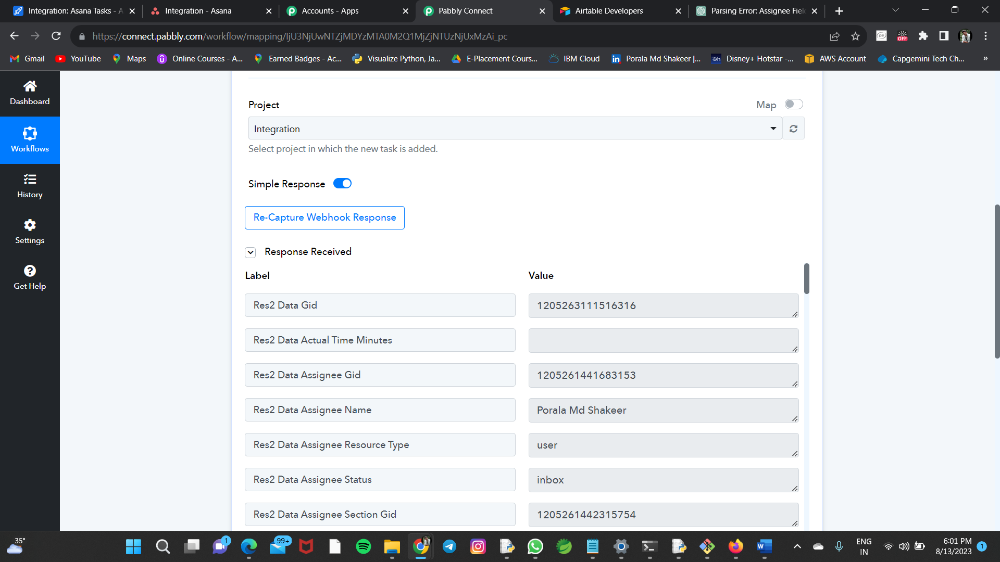 Integration: Asana Tasks - A
Integration - Asana
Accounts - Apps
Pabbly Connect
Airtable Developers
Parsing Error: Assignee Fiel
https://connect.pabbly.com/workflow/mapping/IjU3NjUwNTZjMDYzMTA0M2Q1MjZjNTUzNjUxMzAi_pc
psi
OFF
Gmail
YouTube
Maps
Online Courses - A...
Earned Badges - Ac...
Visualize Python, Ja...
E-Placement Cours...
IBM Cloud
Porala Md Shakeer |...
Disney+ Hotstar -...
AWS Account
Capgemini Tech Ch...
»
Dashboard
Workflows
History
Settings
Get Help
Project
Map
Integration
Select project in which the new task is added.
Simple Response
Re-Capture Webhook Response
Response Received
Label
Value
Res2 Data Gid
1205263111516316
Res2 Data Actual Time Minutes
Res2 Data Assignee Gid
1205261441683153
Res2 Data Assignee Name
Porala Md Shakeer
Res2 Data Assignee Resource Type
user
Res2 Data Assignee Status
inbox
Res2 Data Assignee Section Gid
1205261442315754
35°
1
99+
ENG
IN
6:01 PM
8/13/2023
1